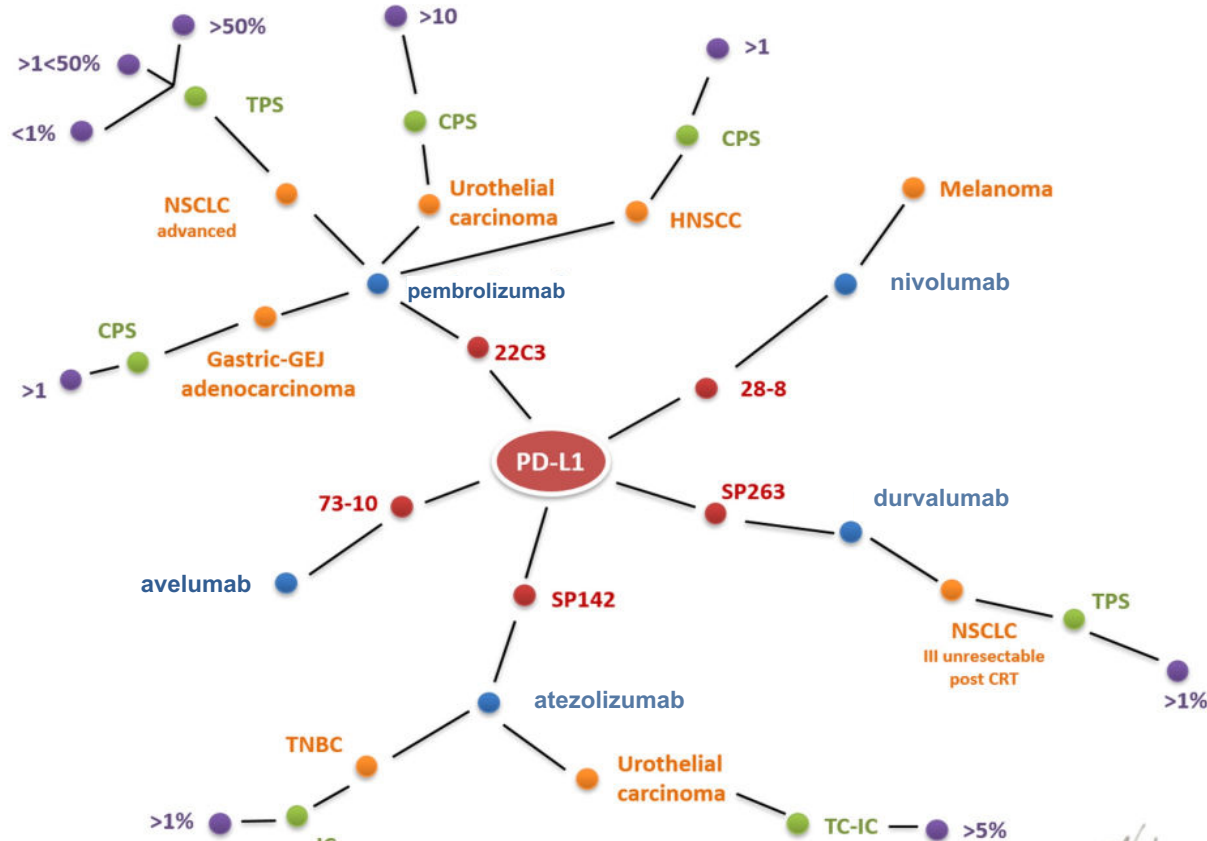 >50%
>10
>1<50%
>1
TPS
CPS
<1%
CPS
Urothelial
carcinoma
Melanoma
NSCLC
advanced
HNSCC
pembrolizumab
nivolumab
CPS
22C3
Gastric-GEJ
adenocarcinoma
>1
28-8
PD-L1
73-10
SP263
durvalumab
avelumab
SP142
TPS
NSCLC
III unresectable
post CRT
>1%
atezolizumab
TNBC
Urothelial
carcinoma
>1%
TC-IC
>5%